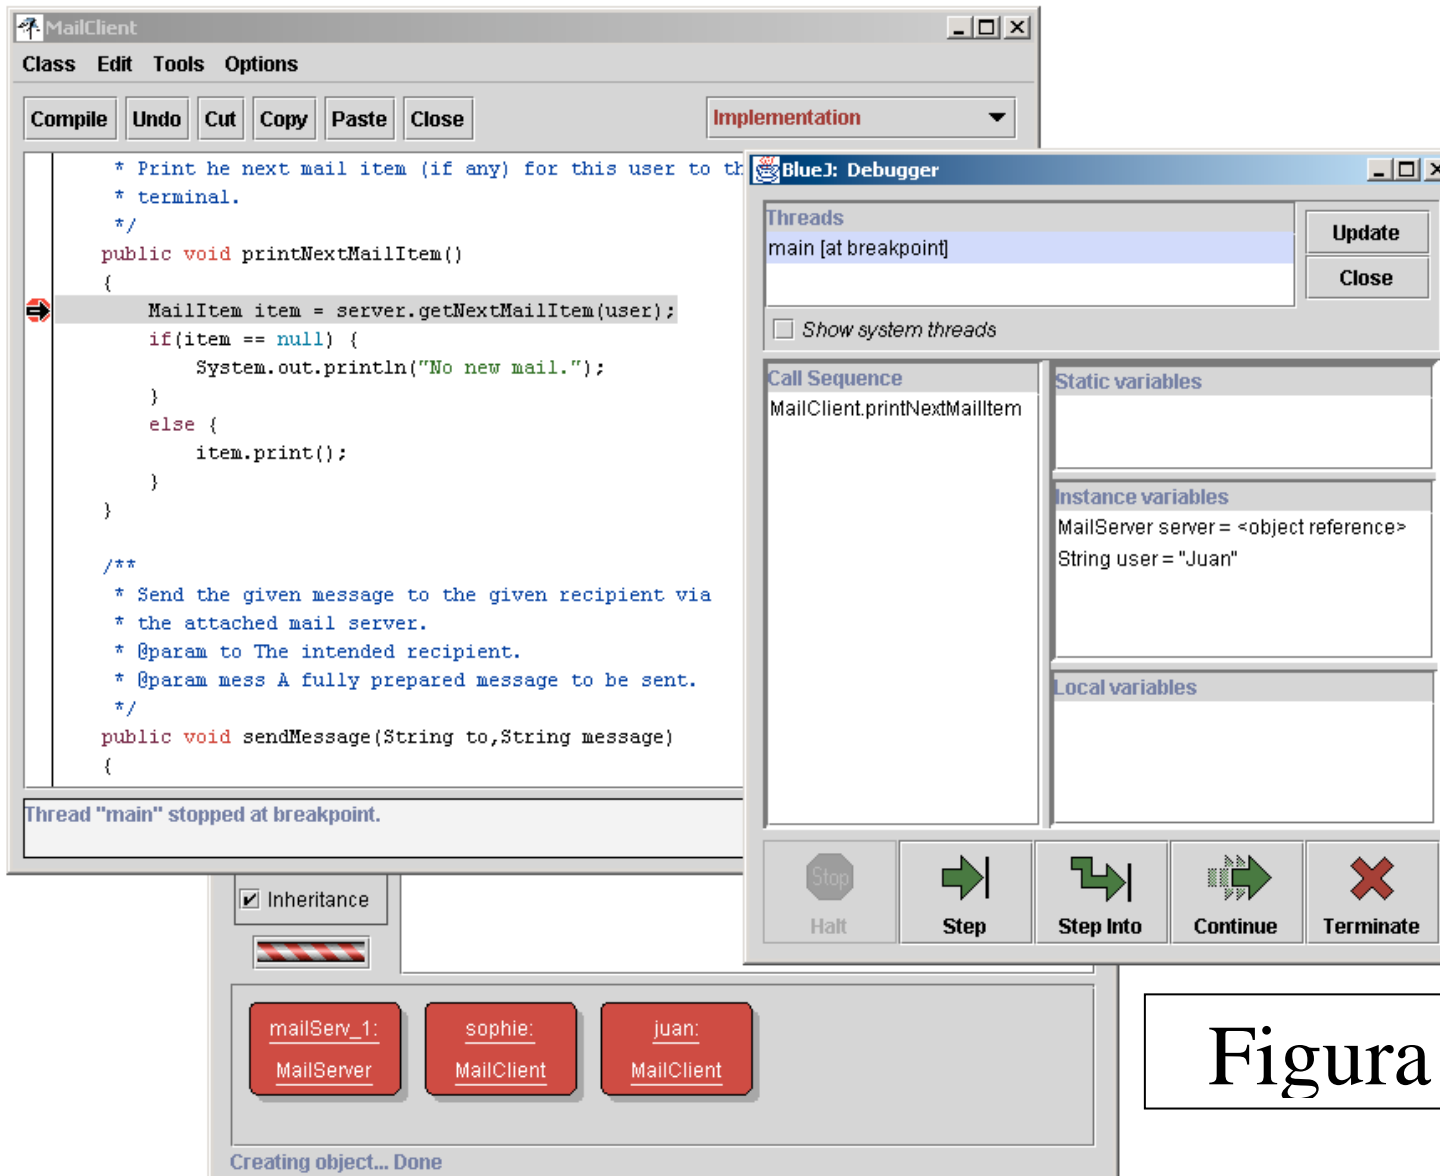 MailClient
Class Edit Tools Options
Compile Undo Cut Copy Paste Close Implementation
* Print he next mail item (if any) for this user to th
* terminal.
*/
public void printNextMailItem()
{
MailItem item = server.getNextMailItem(user);
if(item == null) {
System.out.println("No new mail.");
}
else {
item.print();
}
}
/**
* Send the given message to the given recipient via
* the attached mail server.
* @param to The intended recipient.
* @param mess A fully prepared message to be sent.
*/
public void sendMessage(String to,String message)
{
Thread "main" stopped at breakpoint.
BlueJ: Debugger
Threads
main [at breakpoint]
Update
Close
Show system threads
Call Sequence
MailClient.printNextMailItem
Static variables
Instance variables
MailServer server = <object reference>
String user = "Juan"
Local variables
Stop
Halt Step Step Into Continue Terminate
Inheritance
mailServ_1:
MailServer
sophie:
MailClient
juan:
MailClient
Creating object... Done
Figura